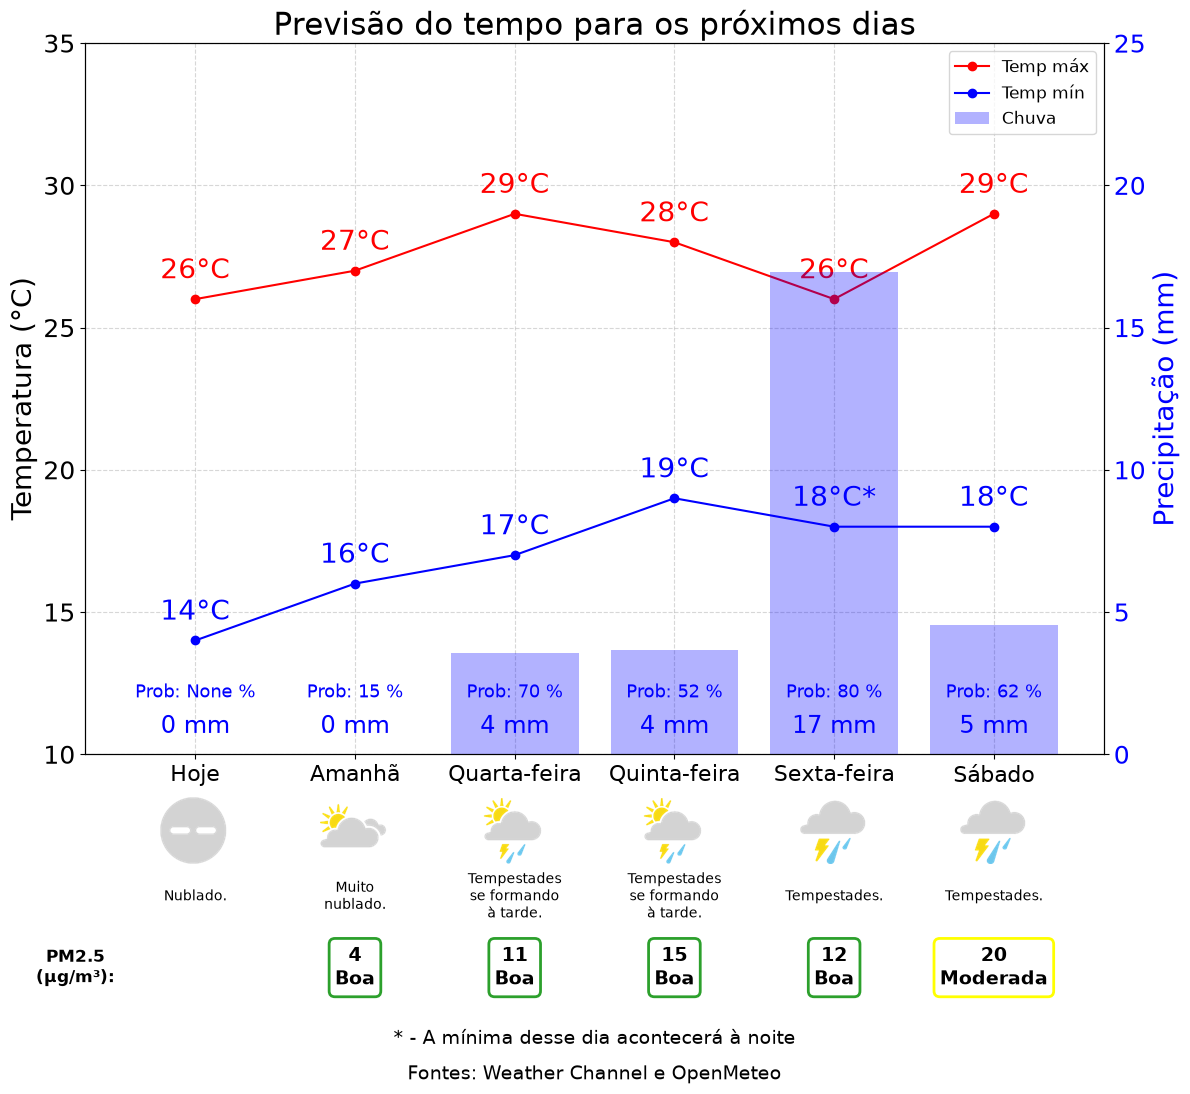 Previsão do tempo para os próximos dias
35
30
25
20
15
10
Temperatura (°C)
25
20
15
10
5
0
Precipitação (mm)
Temp máx
Temp mín
Chuva
26°C
27°C
29°C
28°C
26°C
29°C
14°C
16°C
17°C
19°C
18°C*
18°C
Prob: None %
Prob: 15 %
Prob: 70 %
Prob: 52 %
Prob: 80 %
Prob: 62 %
0 mm
0 mm
4 mm
4 mm
17 mm
5 mm
Hoje
Amanhã
Quarta-feira
Quinta-feira
Sexta-feira
Sábado
Nublado.
Muito
nublado.
Tempestades
se formando
à tarde.
Tempestades
se formando
à tarde.
Tempestades.
Tempestades.
PM2.5
(μg/m³):
4
Boa
11
Boa
15
Boa
12
Boa
20
Moderada
* - A mínima desse dia acontecerá à noite
Fontes: Weather Channel e OpenMeteo